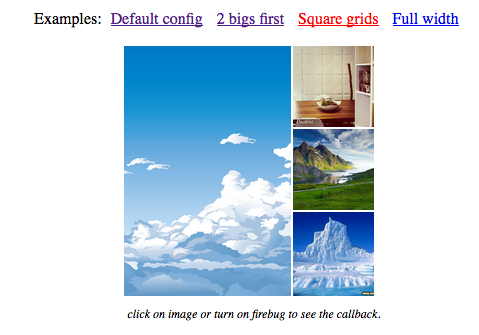 Examples: Default config 2 bigs first Square grids Full width
click on image or turn on firebug to see the callback.